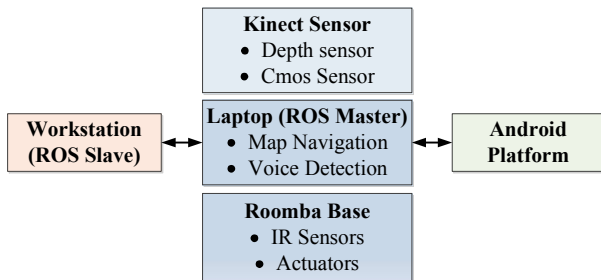 Kinect Sensor
• Depth sensor
• Cmos Sensor
Workstation
(ROS Slave)
Laptop (ROS Master)
• Map Navigation
• Voice Detection
Android
Platform
Roomba Base
• IR Sensors
• Actuators